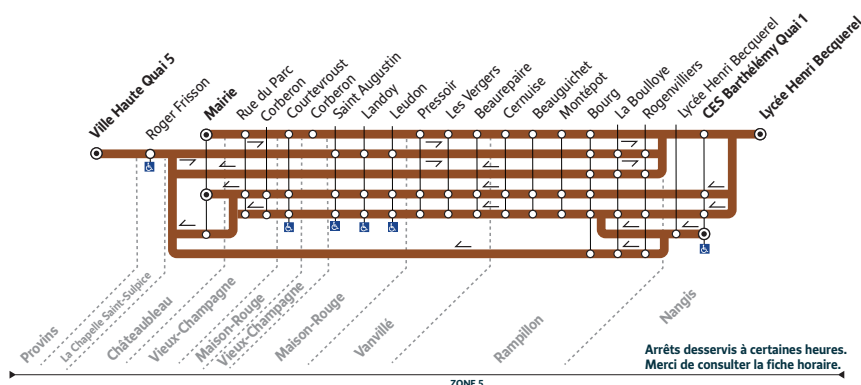 Ville Haute Quai 5
Roger Frisson
Mairie
Rue du Parc
Corberon
Courtevroust
Corberon
Saint Augustin
Landoy
Leudon
Pressoir
Les Vergers
Beaurepaire
Cernuise
Beauguichet
Montépot
Bourg
La Boulloye
Rogenvilliers
Lycée Henri Becquerel
CES Barthélémy Quai 1
Lycée Henri Becquerel
Provins
La Chapelle Saint-Sulpice
Châteaubleau
Vieux-Champagne
Maison-Rouge
Vieux-Champagne
Maison-Rouge
Vanvillé
Rampillon
Nangis
Arrêts desservis à certaines heures.
Merci de consulter la fiche horaire.
ZONE 5